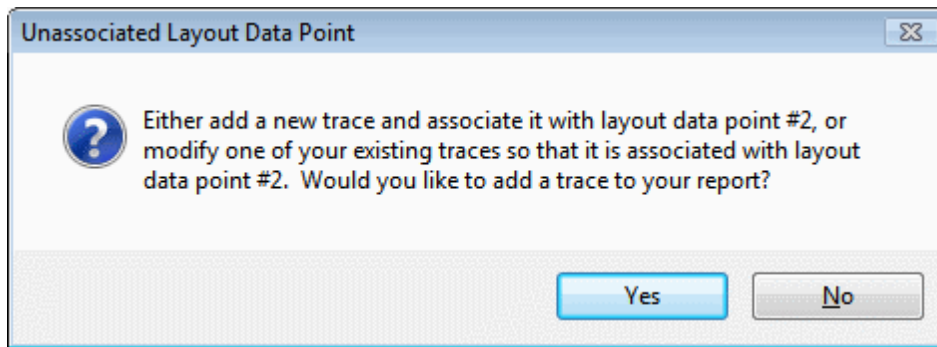 Unassociated Layout Data Point
Either add a new trace and associate it with layout data point #2, or
modify one of your existing traces so that it is associated with layout
data point #2.  Would you like to add a trace to your report?
Yes
No